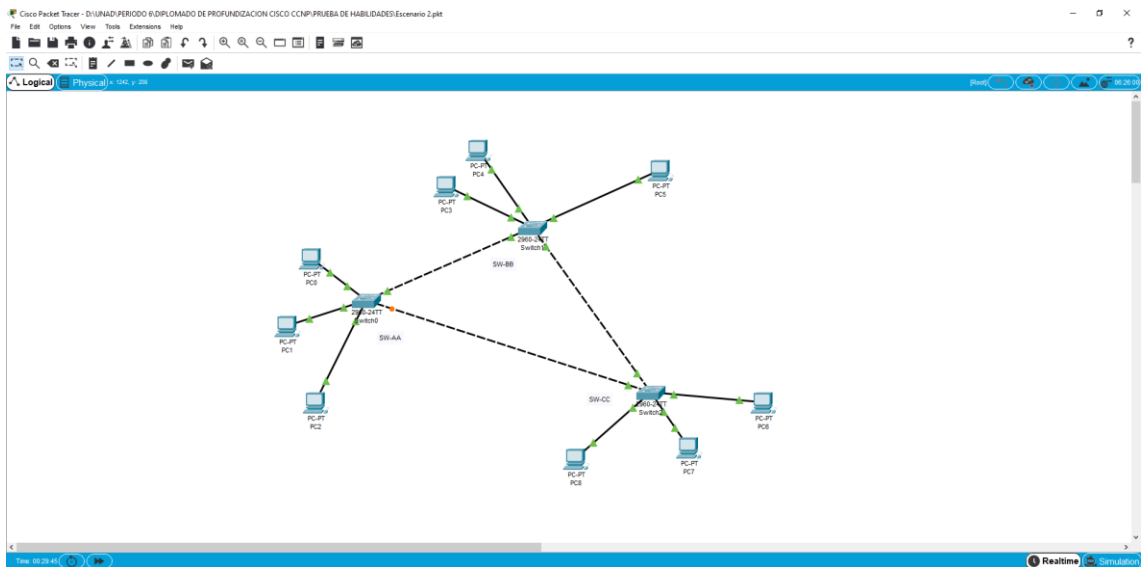 Cisco Packet Tracer - D:\UNAD\PERIODO 6\DIPLOMADO DE PROFUNDIZACION CISCO CCNP\PRUEBA DE HABILIDADES\Escenario 2.pkt
File Edit Options View Tools Extensions Help
?
Logical Physical x: 1242, y: 258 [Root] 06:26:00
PC-PT
PC4
PC-PT
PC3
PC-PT
PC5
2960-24TT
Switch1
SW-BB
PC-PT
PC0
2960-24TT
Switch0
PC-PT
PC1
SW-AA
PC-PT
PC2
SW-CC
2960-24TT
Switch2
PC-PT
PC6
PC-PT
PC7
PC-PT
PC8
Time: 00:29:45 Realtime Simulation